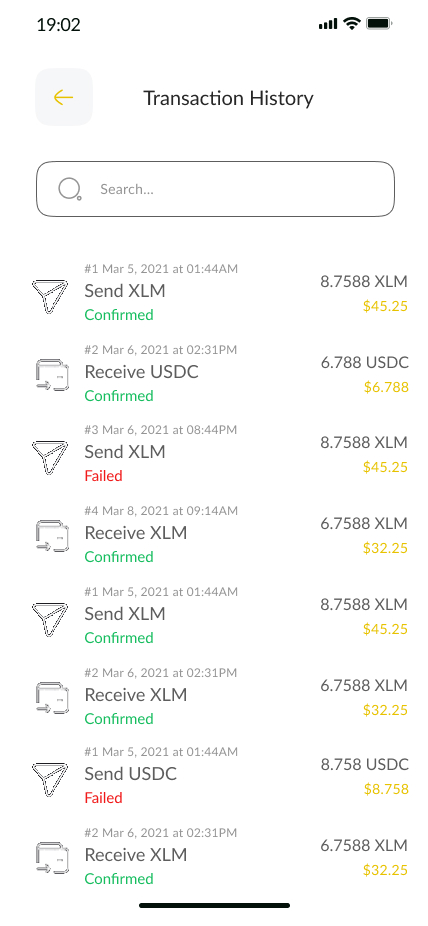 19:02
Transaction History
Search...
#1 Mar 5, 2021 at 01:44AM
Send XLM
Confirmed
8.7588 XLM
$45.25
#2 Mar 6, 2021 at 02:31PM
Receive USDC
Confirmed
6.788 USDC
$6.788
#3 Mar 6, 2021 at 08:44PM
Send XLM
Failed
8.7588 XLM
$45.25
#4 Mar 8, 2021 at 09:14AM
Receive XLM
Confirmed
6.7588 XLM
$32.25
#1 Mar 5, 2021 at 01:44AM
Send XLM
Confirmed
8.7588 XLM
$45.25
#2 Mar 6, 2021 at 02:31PM
Receive XLM
Confirmed
6.7588 XLM
$32.25
#1 Mar 5, 2021 at 01:44AM
Send USDC
Failed
8.758 USDC
$8.758
#2 Mar 6, 2021 at 02:31PM
Receive XLM
Confirmed
6.7588 XLM
$32.25